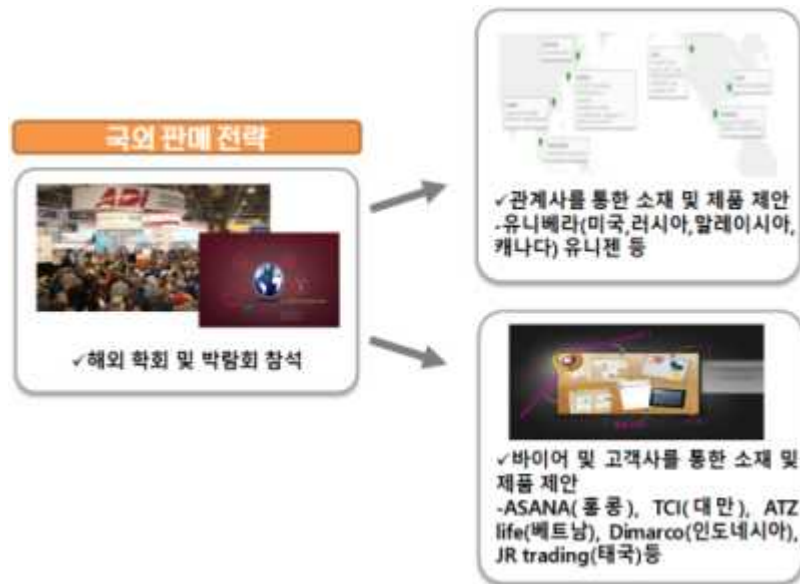 국외 판매 전략
ADI
✓해외 학회 및 박람회 참석
✓관계사를 통한 소재 및 제품 제안
-유니베라(미국,러시아,말레이시아,
캐나다) 유니젠 등
✓바이어 및 고객사를 통한 소재 및
제품 제안
-ASANA(홍콩), TCI(대만), ATZ
life(베트남), Dimarco(인도네시아),
JR trading(태국)등